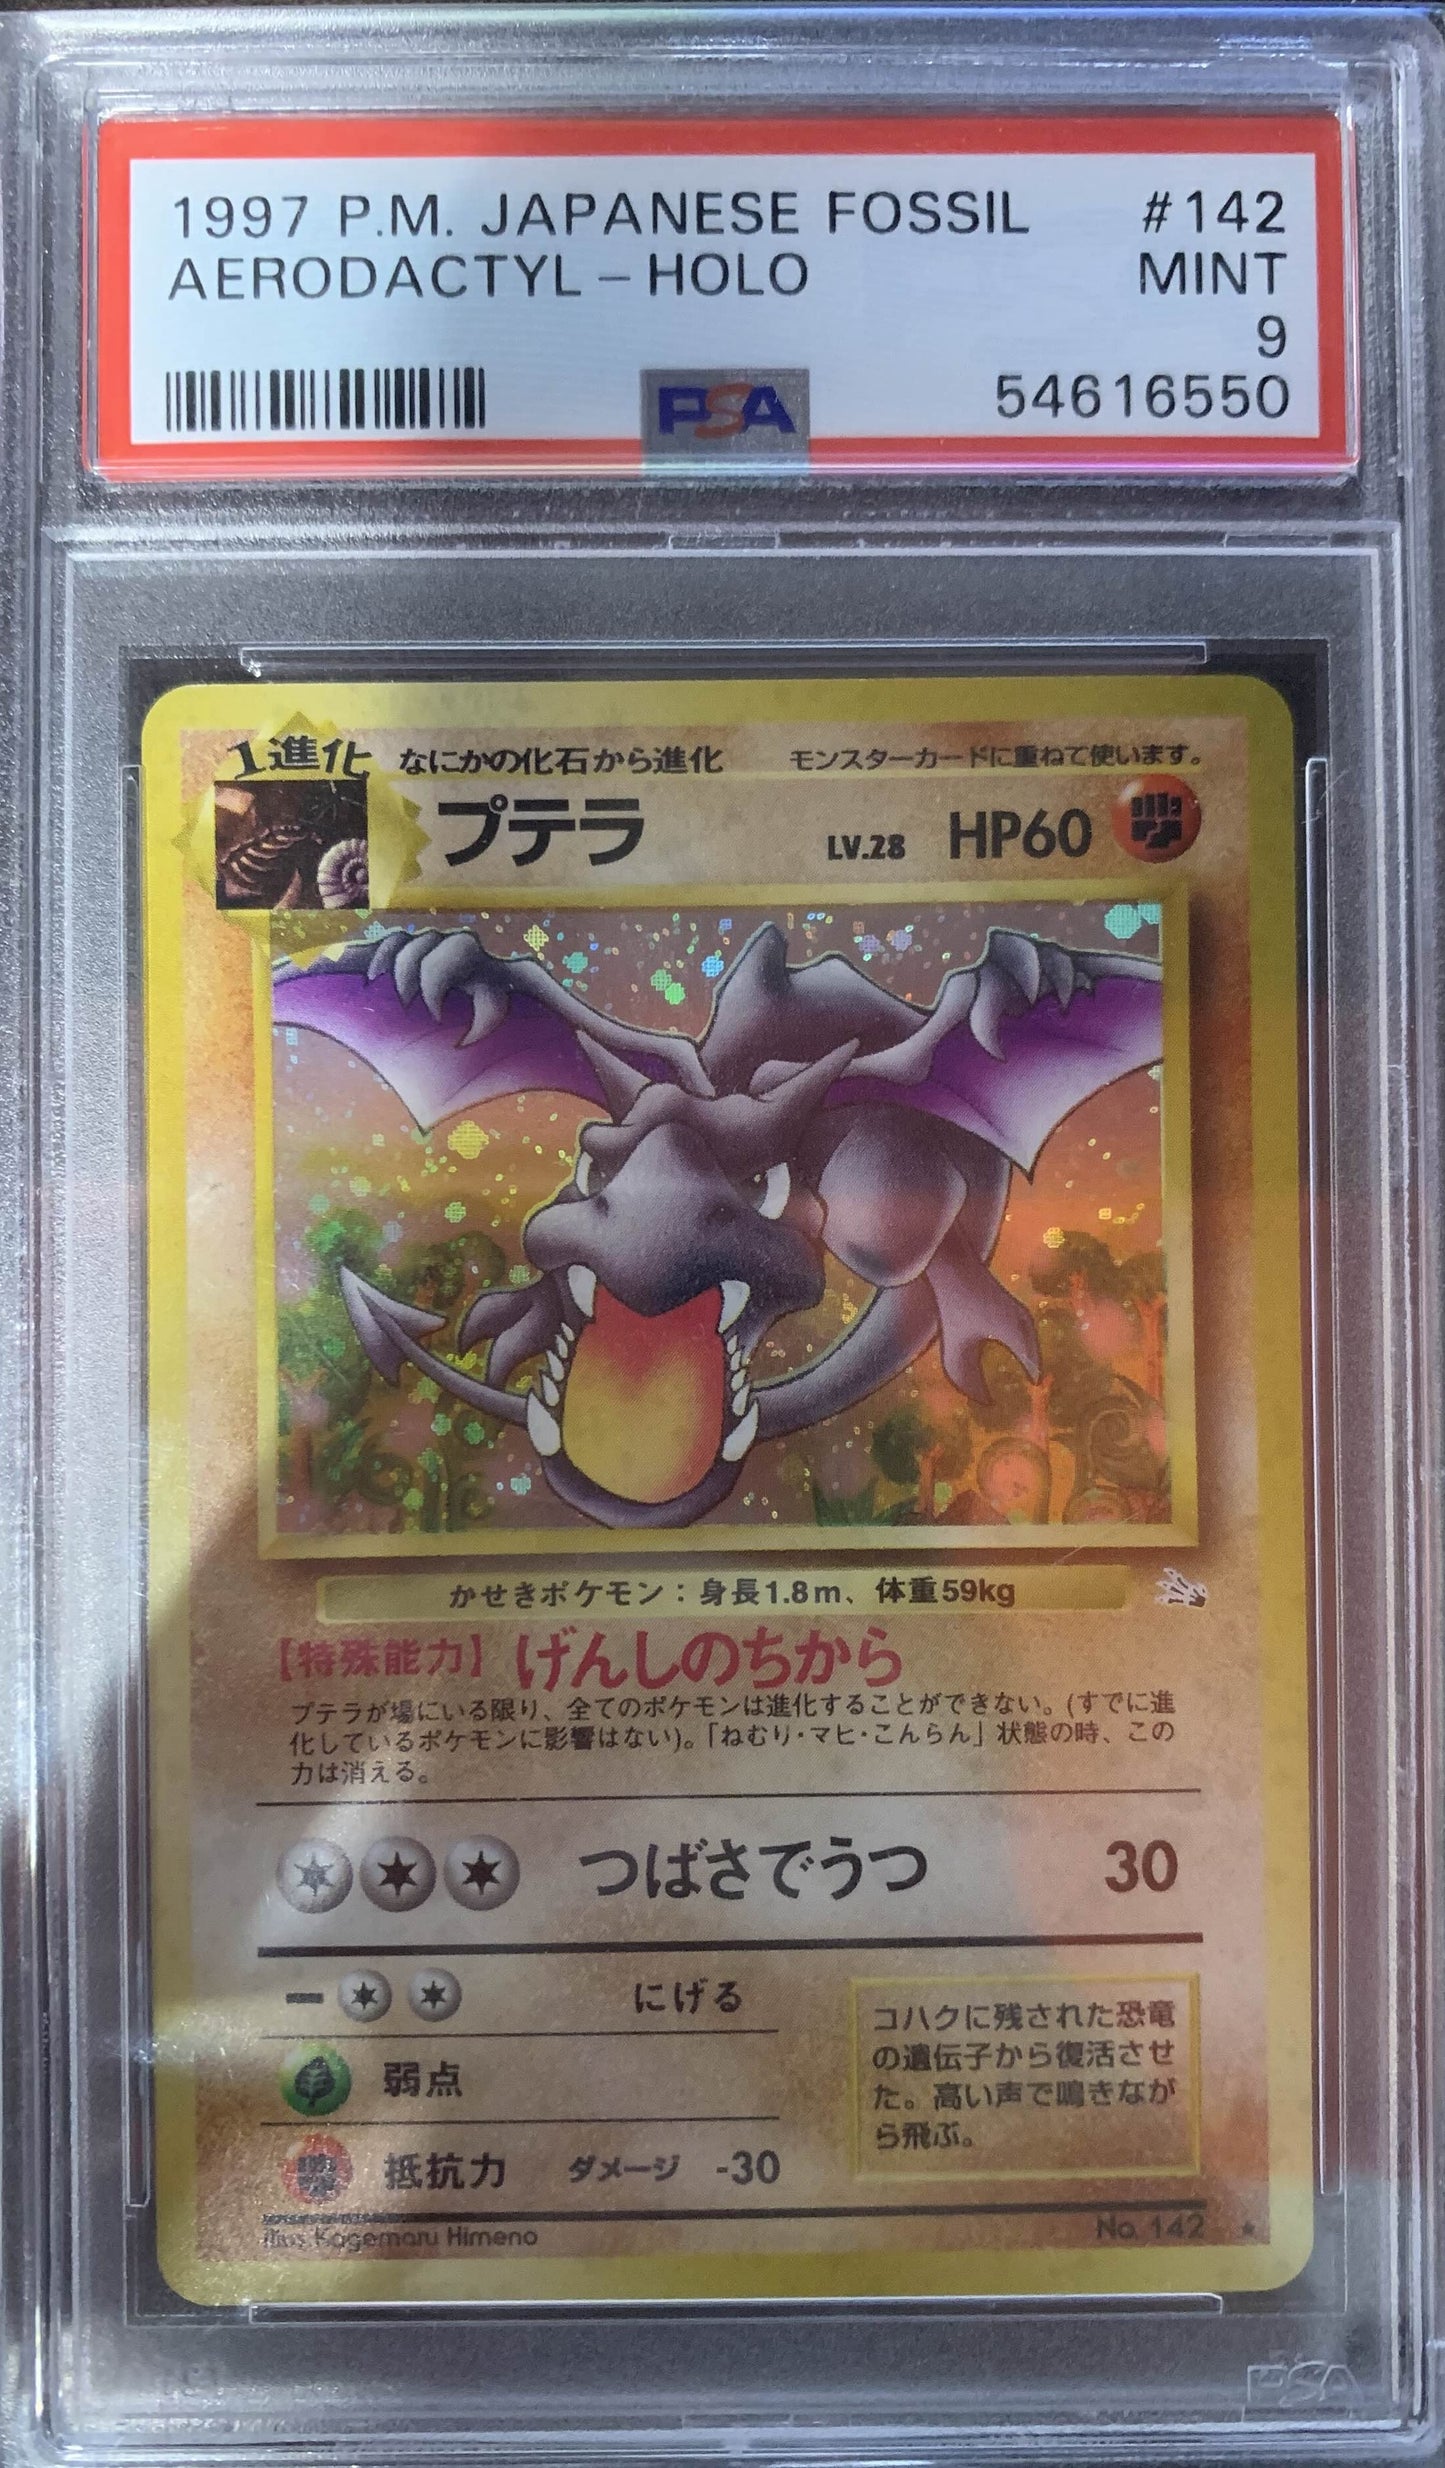 1997 P.M. JAPANESE FOSSIL #142
AERODACTYL - HOLO MINT
9
PSA 54616550
1進化 なにかの化石から進化 モンスターカードに重ねて使います。
プテラ LV.28 HP60
かせきポケモン：身長1.8m、体重59kg
【特殊能力】げんしのちから
プテラが場にいる限り、全てのポケモンは進化することができない。(すでに進
化しているポケモンに影響はない)。「ねむり・マヒ・こんらん」状態の時、この
力は消える。
つばさでうつ 30
− にげる
弱点
抵抗力 ダメージ -30
コハクに残された恐竜
の遺伝子から復活させ
た。高い声で鳴きなが
ら飛ぶ。
Illus. Kagemaru Himeno
No. 142 ★
PSA